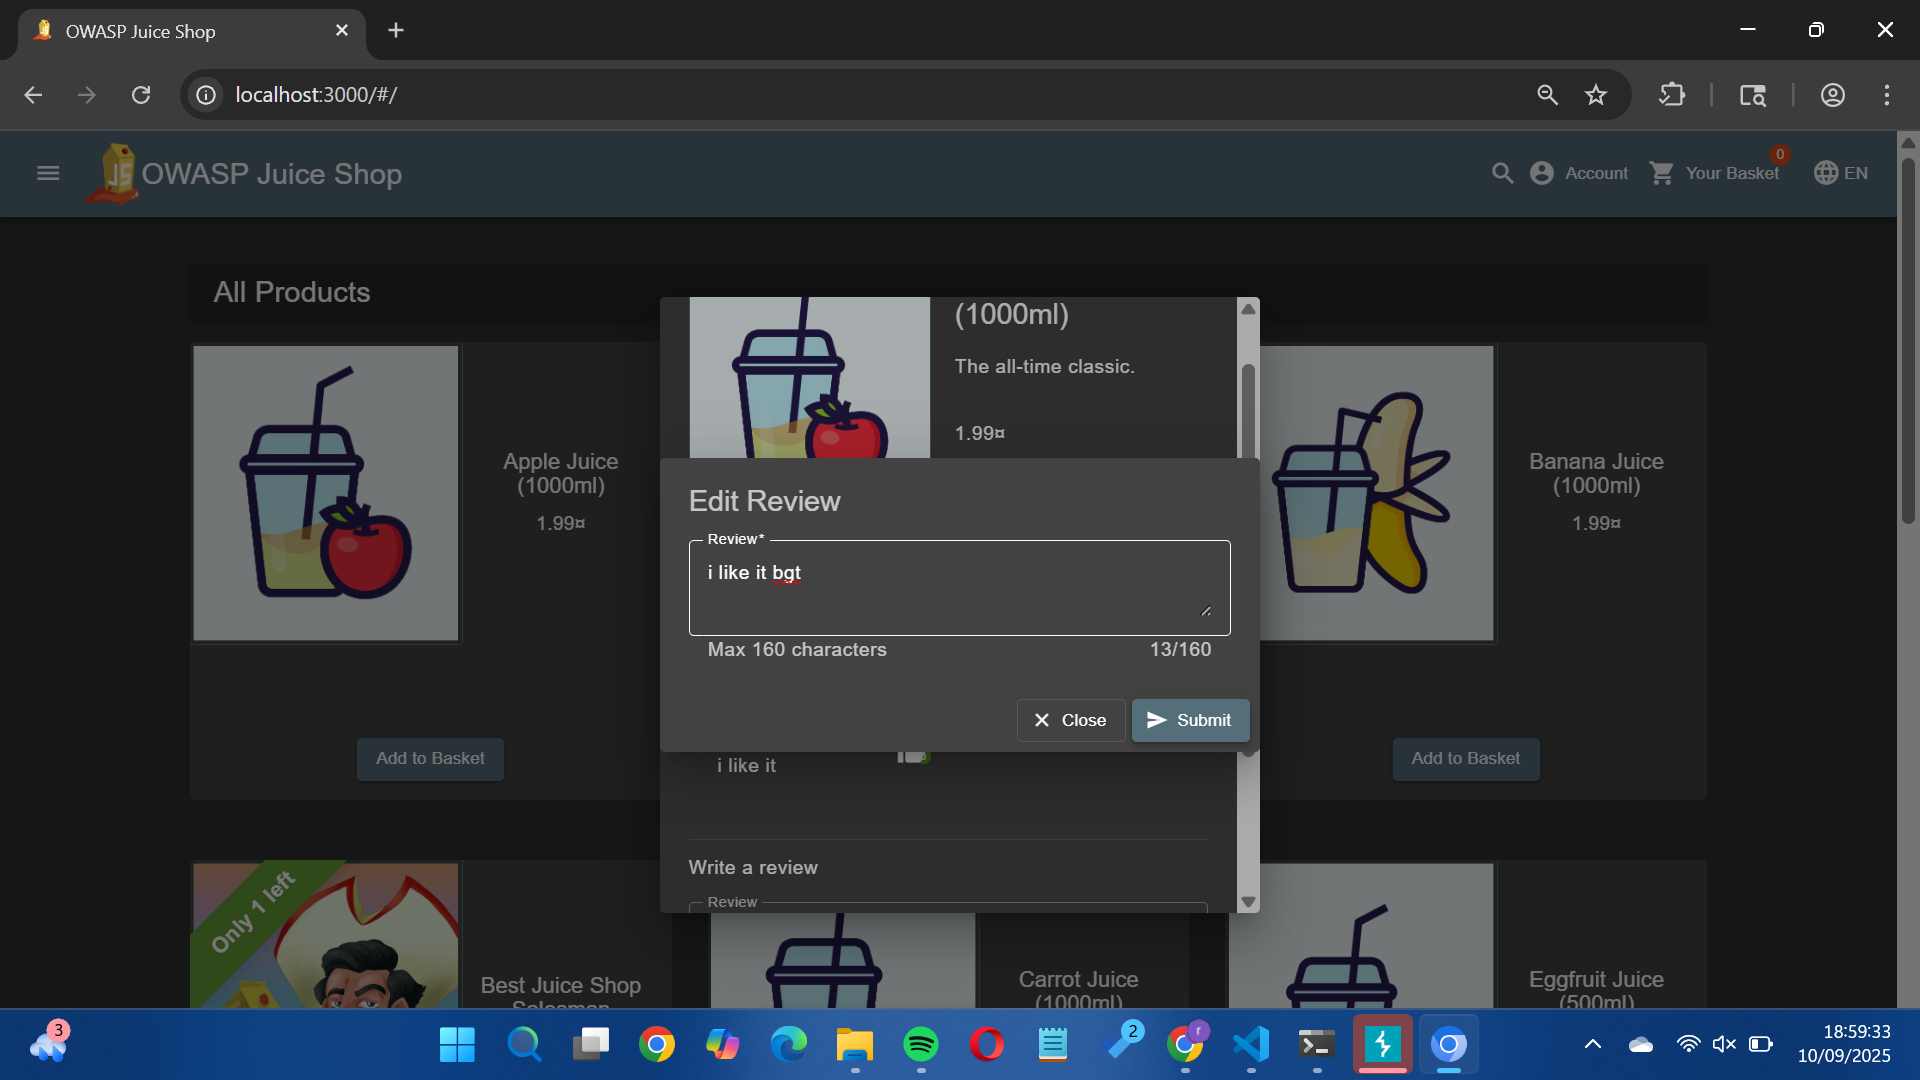 OWASP Juice Shop
localhost:3000/#/
OWASP Juice Shop
Account
0
Your Basket
EN
All Products
Apple Juice
(1000ml)
1.99¤
Add to Basket
(1000ml)
The all-time classic.
1.99¤
Edit Review
Review*
i like it bgt
Max 160 characters
13/160
Close
Submit
i like it
Write a review
Review
Banana Juice
(1000ml)
1.99¤
Add to Basket
Only 1 left
Best Juice Shop
Salesman
Carrot Juice
(1000ml)
Eggfruit Juice
(500ml)
3
2
r
18:59:33
10/09/2025